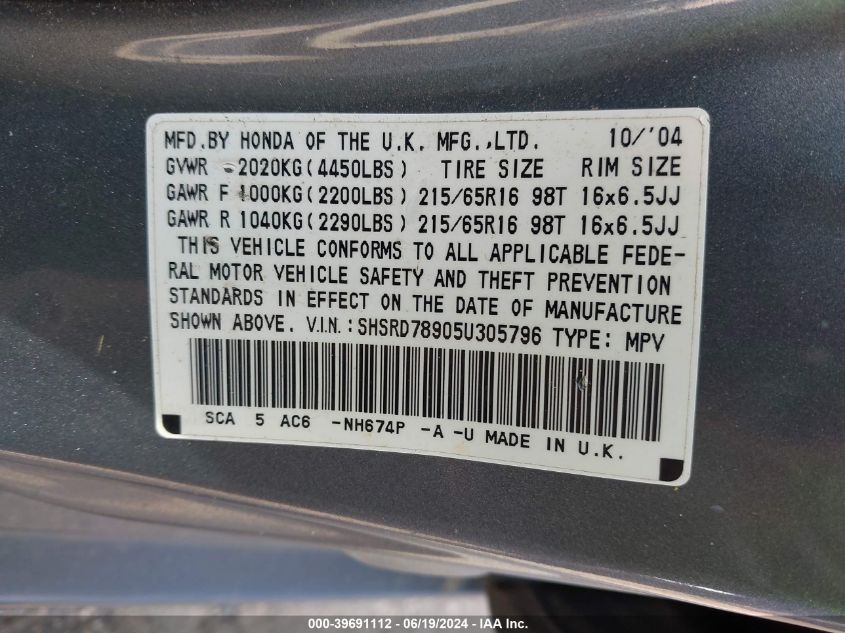 MFD.BY HONDA OF THE U.K. MFG.,LTD. 10/'04
GVWR 2020KG(4450LBS) TIRE SIZE RIM SIZE
GAWR F 1000KG(2200LBS) 215/65R16 98T 16x6.5JJ
GAWR R 1040KG(2290LBS) 215/65R16 98T 16x6.5JJ
THIS VEHICLE CONFORMS TO ALL APPLICABLE FEDE-
RAL MOTOR VEHICLE SAFETY AND THEFT PREVENTION
STANDARDS IN EFFECT ON THE DATE OF MANUFACTURE
SHOWN ABOVE. V.I.N.: SHSRD78905U305796 TYPE: MPV
SCA 5 AC6 -NH674P -A -U MADE IN U.K.
000-39691112 - 06/19/2024 - IAA Inc.